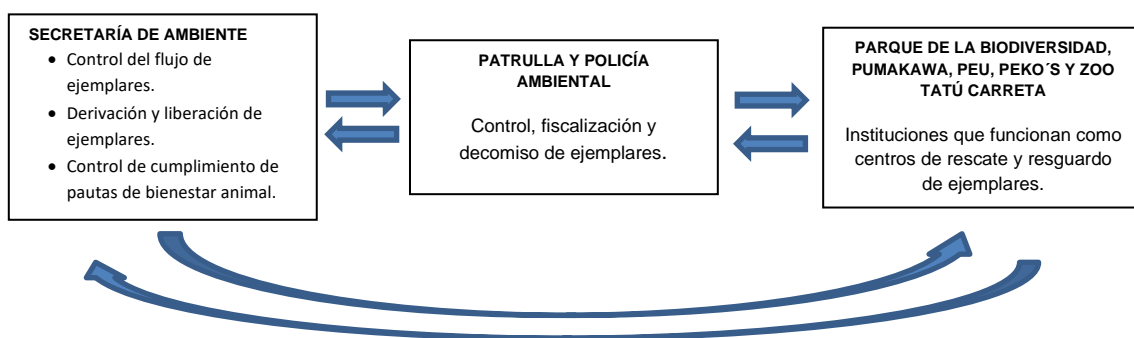 SECRETARÍA DE AMBIENTE
• Control del flujo de
ejemplares.
• Derivación y liberación de
ejemplares.
• Control de cumplimiento de
pautas de bienestar animal.
PATRULLA Y POLICÍA
AMBIENTAL
Control, fiscalización y
decomiso de ejemplares.
PARQUE DE LA BIODIVERSIDAD,
PUMAKAWA, PEU, PEKO´S Y ZOO
TATÚ CARRETA
Instituciones que funcionan como
centros de rescate y resguardo
de ejemplares.